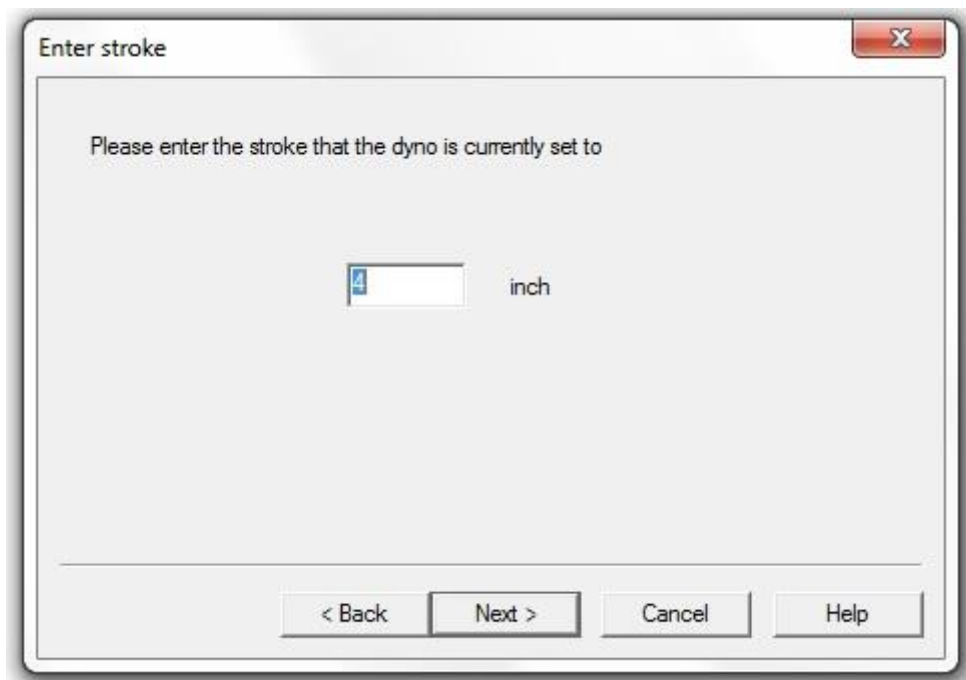 Enter stroke
Please enter the stroke that the dyno is currently set to
4 inch
< Back Next > Cancel Help